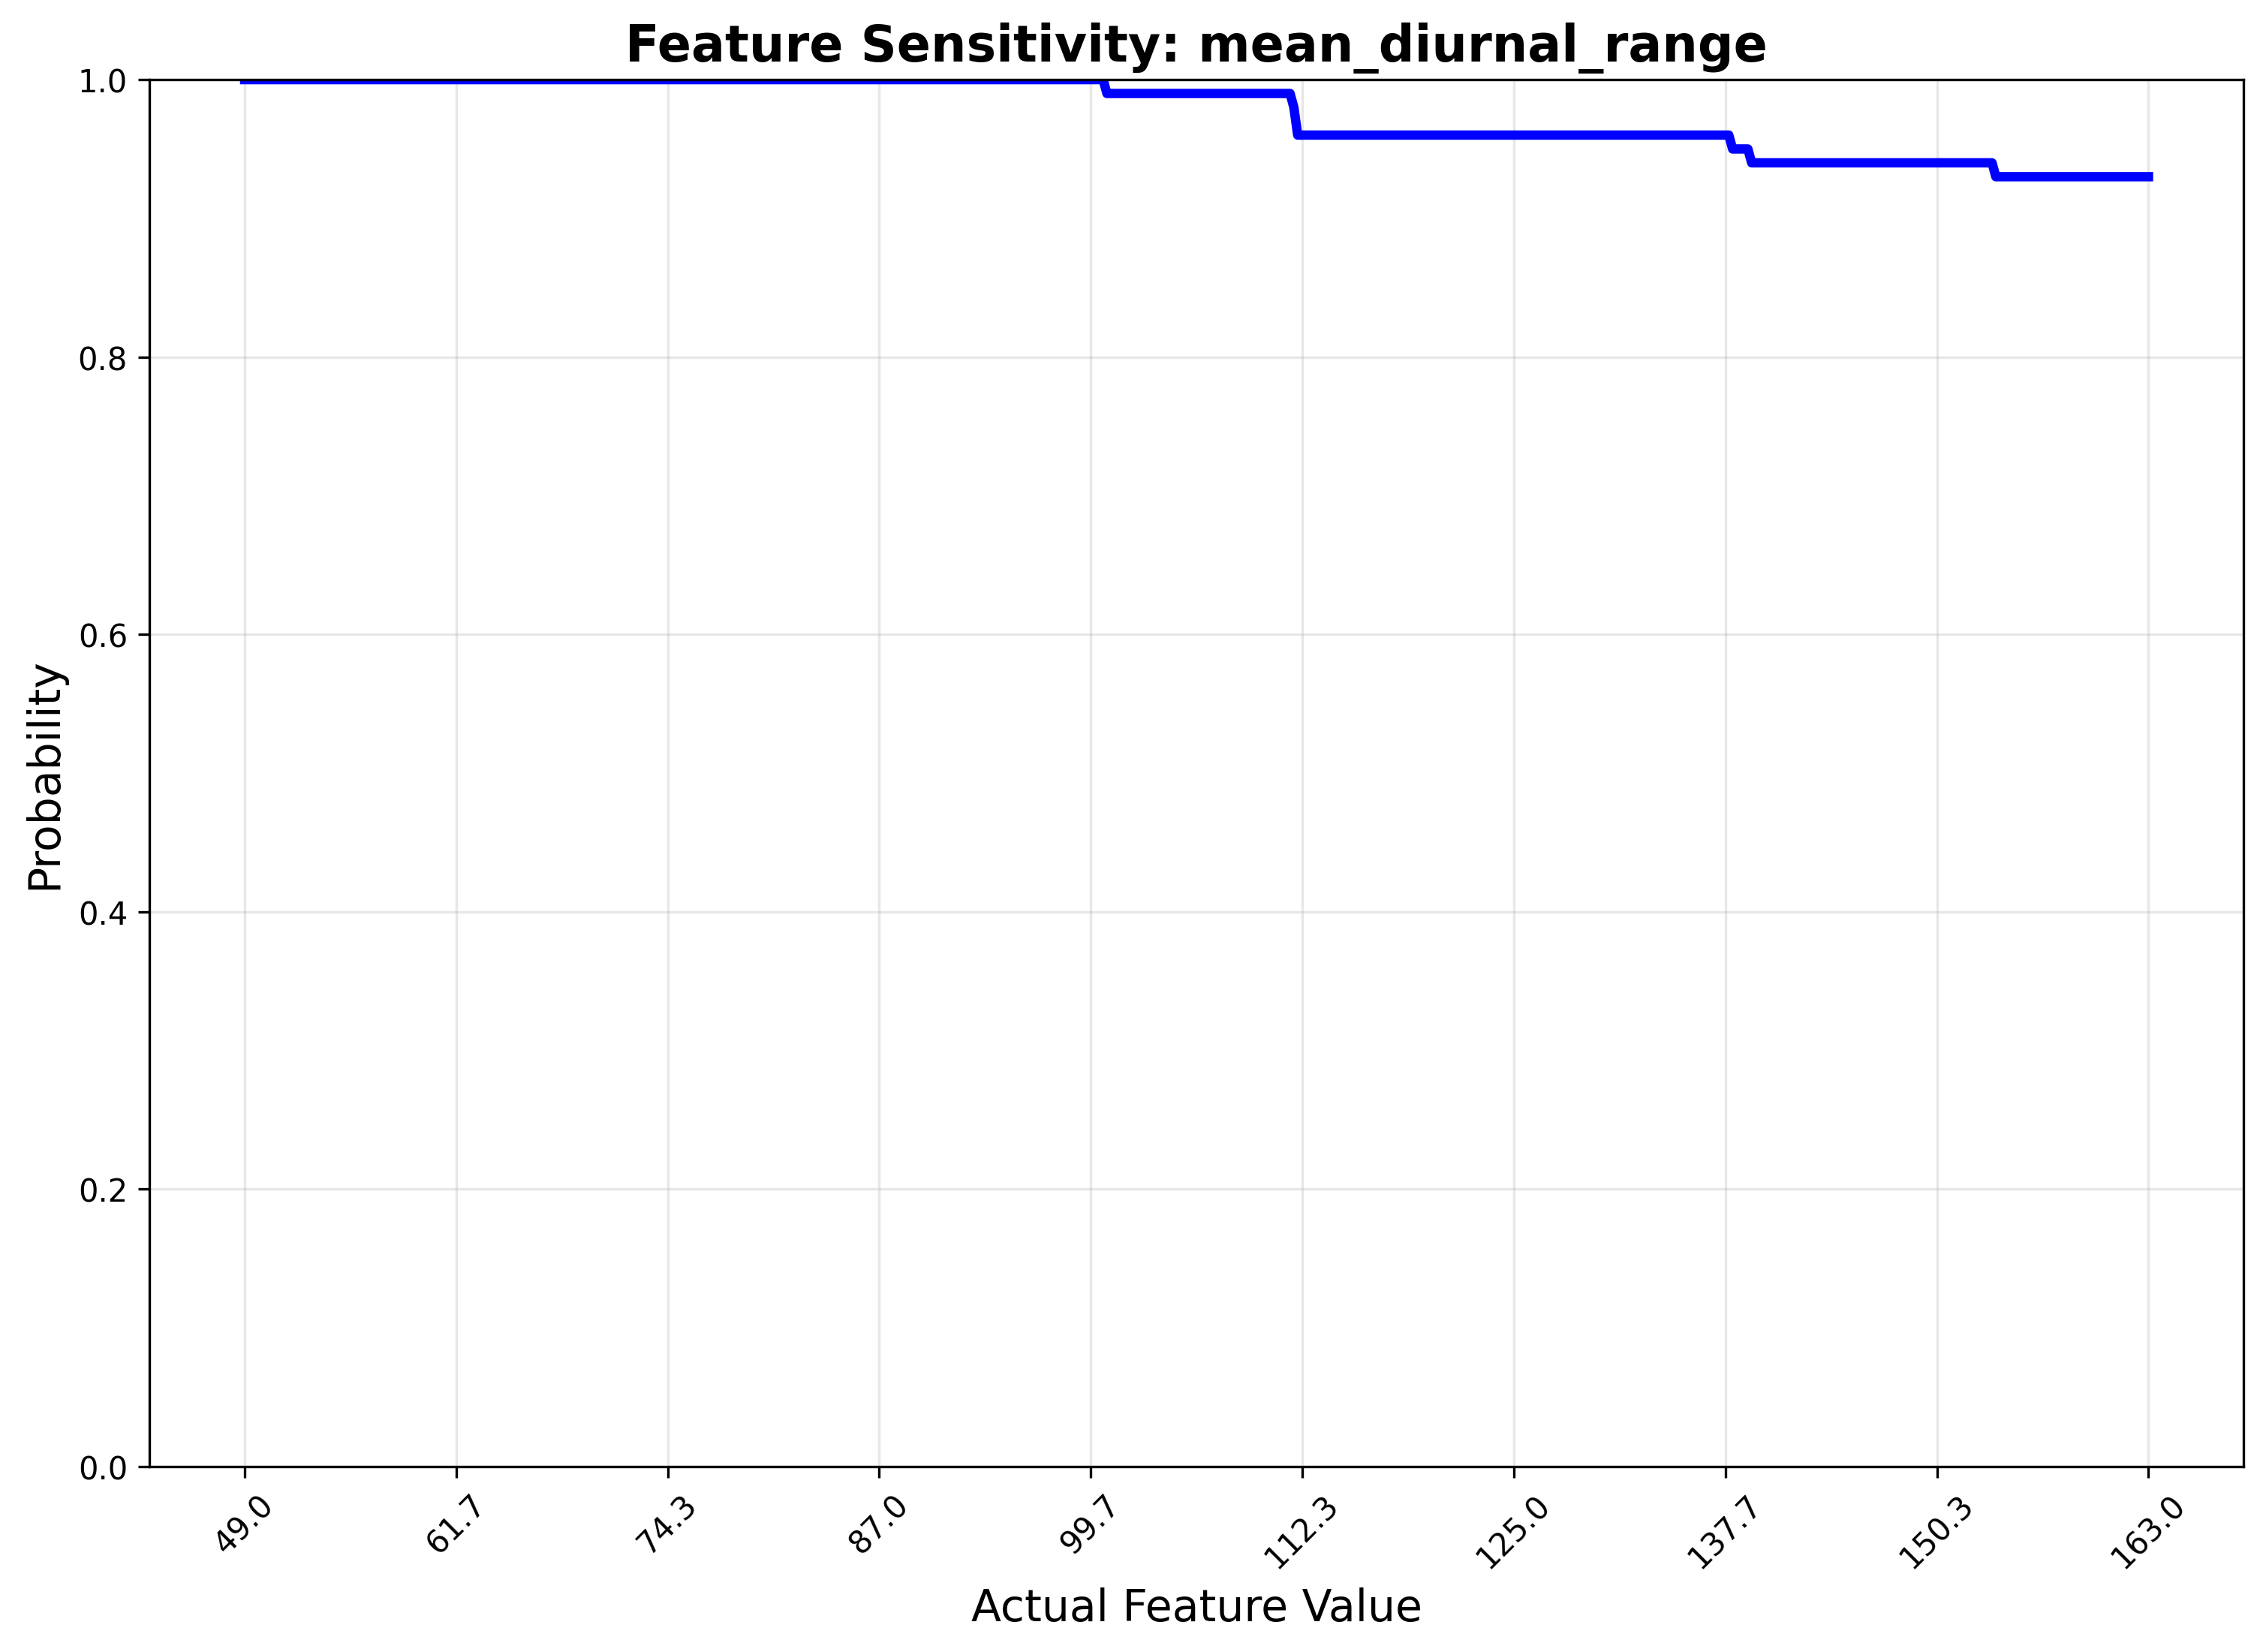 Feature Sensitivity: mean_diurnal_range
Probability
1.0
0.8
0.6
0.4
0.2
0.0
49.0 61.7 74.3 87.0 99.7 112.3 125.0 137.7 150.3 163.0
Actual Feature Value